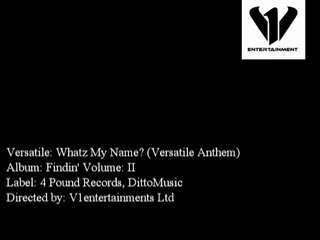 ENTERTAINMENT
Versatile: Whatz My Name? (Versatile Anthem)
Album: Findin' Volume: II
Label: 4 Pound Records, DittoMusic
Directed by: V1entertainments Ltd